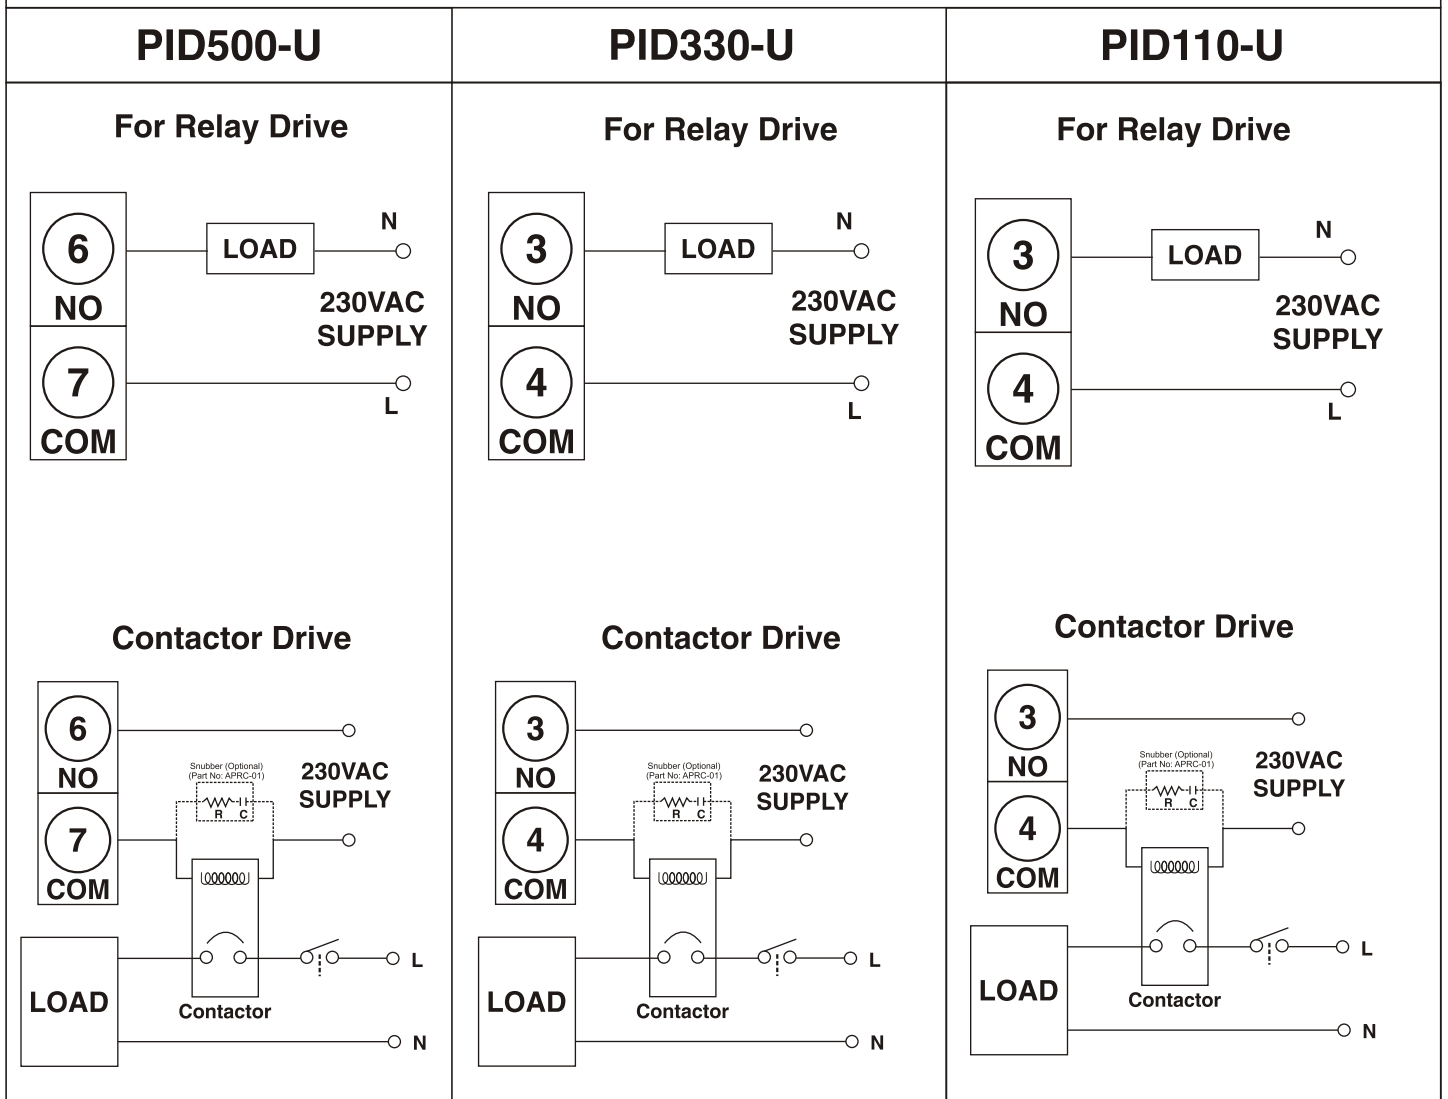 PID500-U
For Relay Drive
6
NO
7
COM
LOAD
N
230VAC
SUPPLY
L
Contactor Drive
6
NO
7
COM
Snubber (Optional)
(Part No: APRC-01)
R C
230VAC
SUPPLY
LOAD
Contactor
L
N
PID330-U
For Relay Drive
3
NO
4
COM
LOAD
N
230VAC
SUPPLY
L
Contactor Drive
3
NO
4
COM
Snubber (Optional)
(Part No: APRC-01)
R C
230VAC
SUPPLY
LOAD
Contactor
L
N
PID110-U
For Relay Drive
3
NO
4
COM
LOAD
N
230VAC
SUPPLY
L
Contactor Drive
3
NO
4
COM
Snubber (Optional)
(Part No: APRC-01)
R C
230VAC
SUPPLY
LOAD
Contactor
L
N